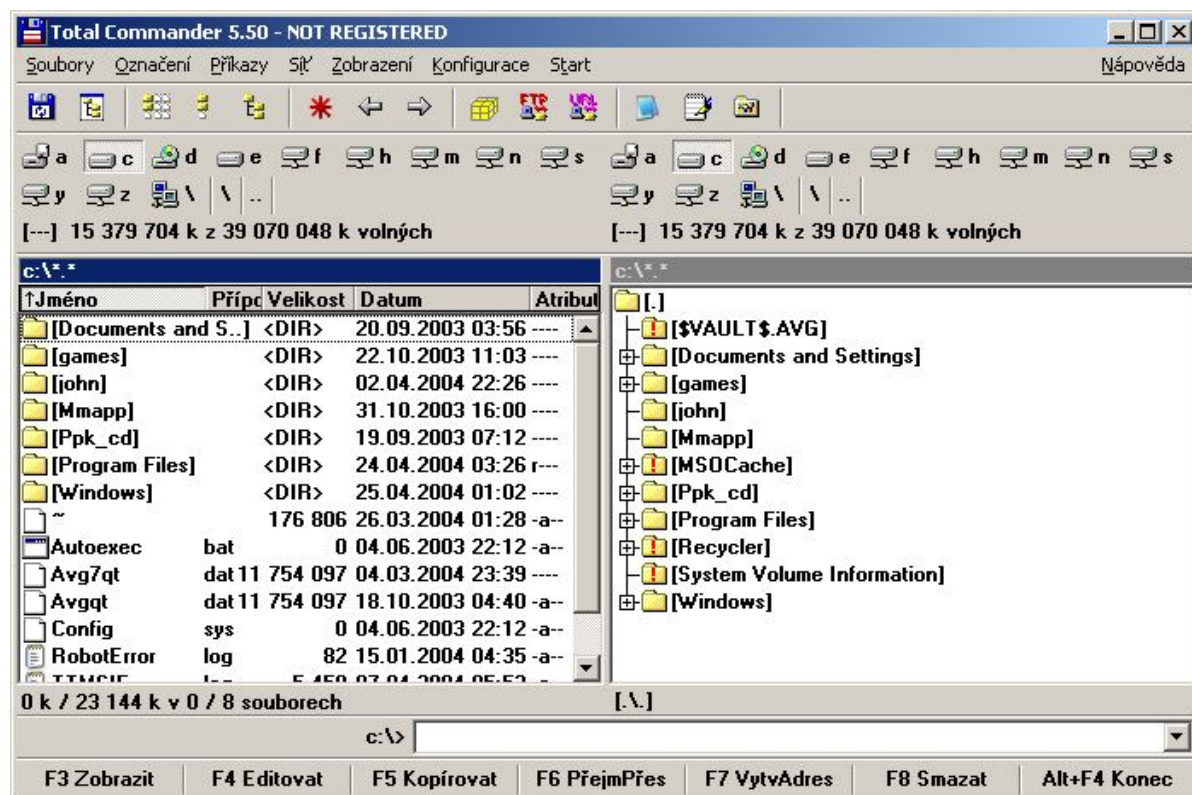 Total Commander 5.50 - NOT REGISTERED
Soubory Označení Příkazy Síť Zobrazení Konfigurace Start Nápověda
FTP URL
a c d e f h m n s
y z \ \ ..
[---] 15 379 704 k z 39 070 048 k volných
a c d e f h m n s
y z \ \ ..
[---] 15 379 704 k z 39 070 048 k volných
c:\*.*
↑Jméno Přípo Velikost Datum Atribut
[Documents and S..] <DIR> 20.09.2003 03:56 ----
[games] <DIR> 22.10.2003 11:03 ----
[john] <DIR> 02.04.2004 22:26 ----
[Mmapp] <DIR> 31.10.2003 16:00 ----
[Ppk_cd] <DIR> 19.09.2003 07:12 ----
[Program Files] <DIR> 24.04.2004 03:26 r---
[Windows] <DIR> 25.04.2004 01:02 ----
~ 176 806 26.03.2004 01:28 -a--
Autoexec bat 0 04.06.2003 22:12 -a--
Avg7qt dat 11 754 097 04.03.2004 23:39 ----
Avgqt dat 11 754 097 18.10.2003 04:40 -a--
Config sys 0 04.06.2003 22:12 -a--
RobotError log 82 15.01.2004 04:35 -a--
0 k / 23 144 k v 0 / 8 souborech
c:\*.*
[.]
[$VAULT$.AVG]
[Documents and Settings]
[games]
[john]
[Mmapp]
[MSOCache]
[Ppk_cd]
[Program Files]
[Recycler]
[System Volume Information]
[Windows]
[.\.]
c:\>
F3 Zobrazit F4 Editovat F5 Kopírovat F6 PřejmPřes F7 VytvAdres F8 Smazat Alt+F4 Konec